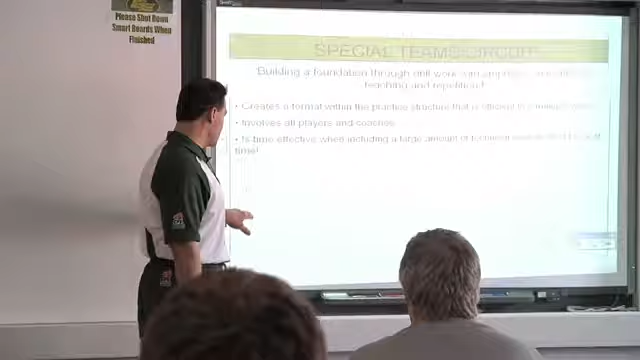 Please Shut Down
Smart Boards When
Finished
SPECIAL TEAMS CIRCUIT
"Building a foundation through drill work
teaching and repetition!
• Creates a format within the practice structure that is efficient
• Involves all players and coaches
• Is time effective when including a large amount of
time!